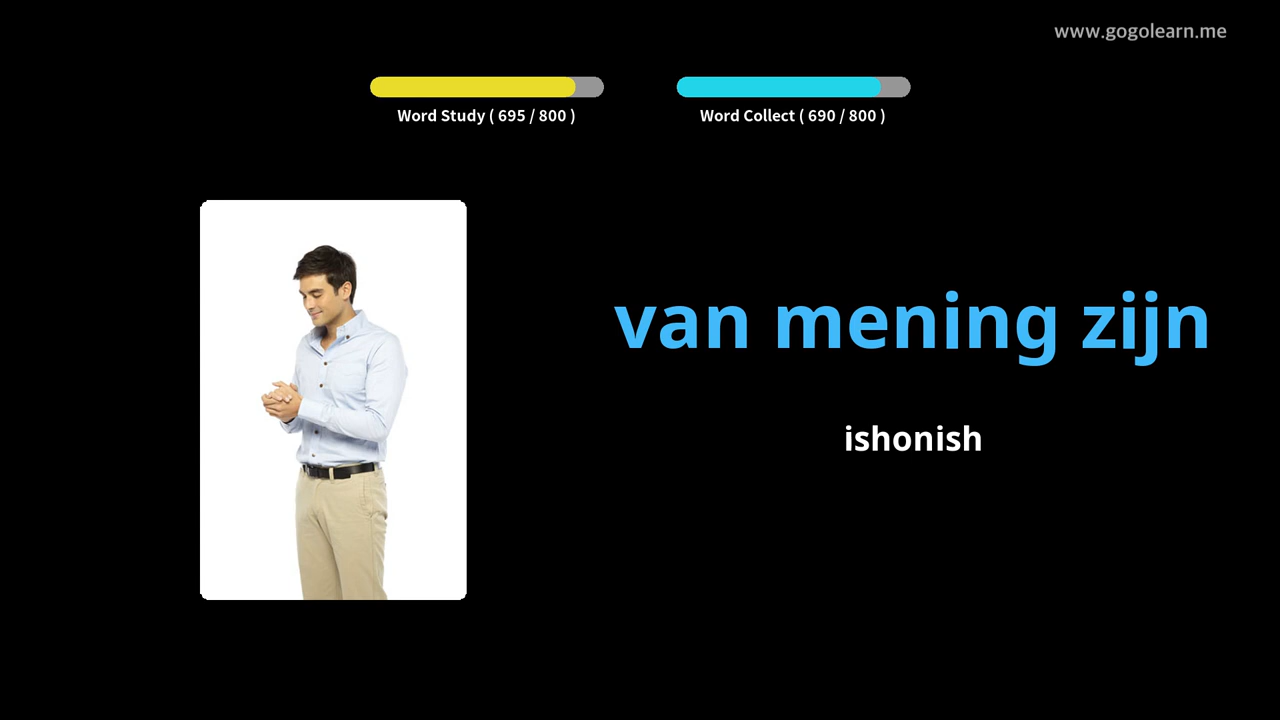 www.gogolearn.me
Word Study ( 695 / 800 )
Word Collect ( 690 / 800 )
van mening zijn
ishonish